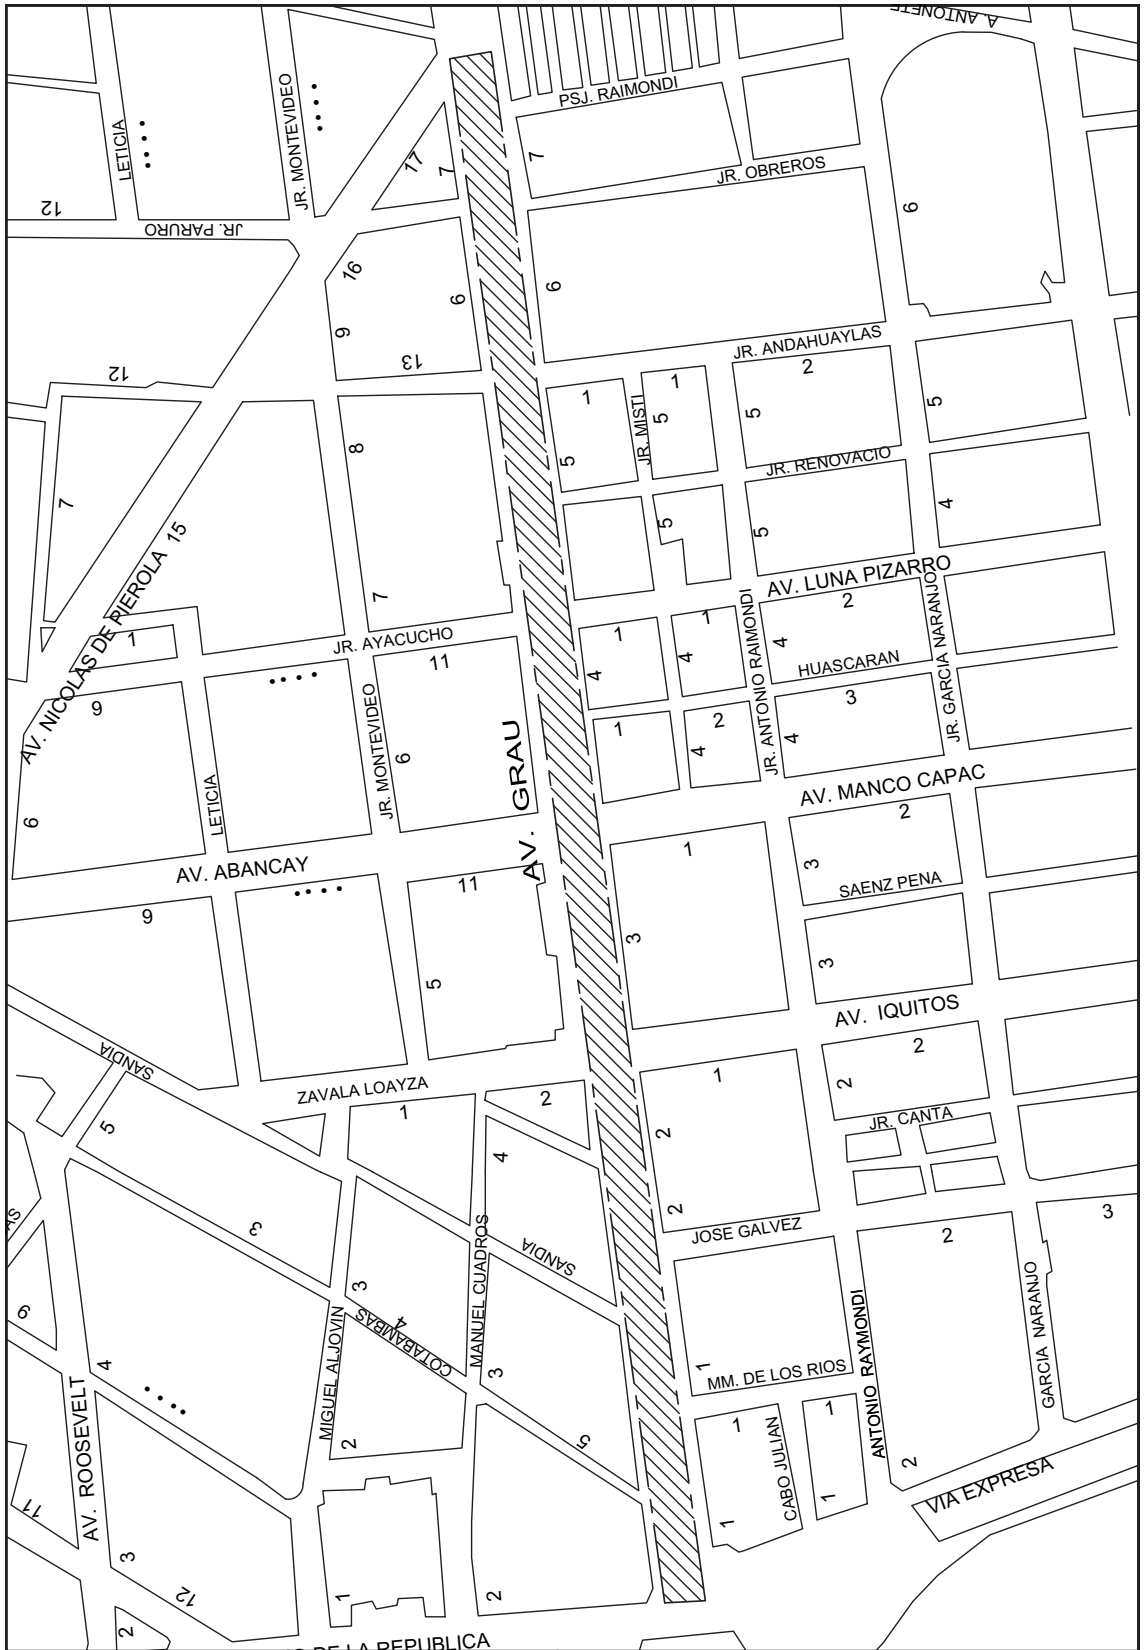 A. ANTONETE
PSJ. RAIMONDI
JR. MONTEVIDEO
LETICIA
17
7
7
JR. OBREROS
12
JR. PARURO
6
16
6
6
9
13
JR. ANDAHUAYLAS
12
2
1
1
JR. MISTI
5
5
5
5
8
5
JR. RENOVACIO
7
4
15
5
5
AV. NICOLAS DE PIEROLA
AV. LUNA PIZARRO
7
2
1
1
1
JR. AYACUCHO
4
4
4
11
HUASCARAN
JR. ANTONIO RAIMONDI
JR. GARCIA NARANJO
JR. MONTEVIDEO
9
3
1
2
4
4
6
AV. GRAU
LETICIA
6
AV. MANCO CAPAC
2
1
3
AV. ABANCAY
11
SAENZ PENA
9
3
3
5
AV. IQUITOS
SANDIA
2
1
2
ZAVALA LOAYZA
1
2
JR. CANTA
5
2
4
2
3
JOSE GALVEZ
3
2
AS
SANDIA
MANUEL CUADROS
3
9
4
COTABAMBAS
MIGUEL ALJOVIN
GARCIA NARANJO
ANTONIO RAYMONDI
4
3
1
MM. DE LOS RIOS
AV. ROOSEVELT
2
5
1
1
CABO JULIAN
2
VIA EXPRESA
11
1
1
3
12
1
2
2
DE LA REPUBLICA